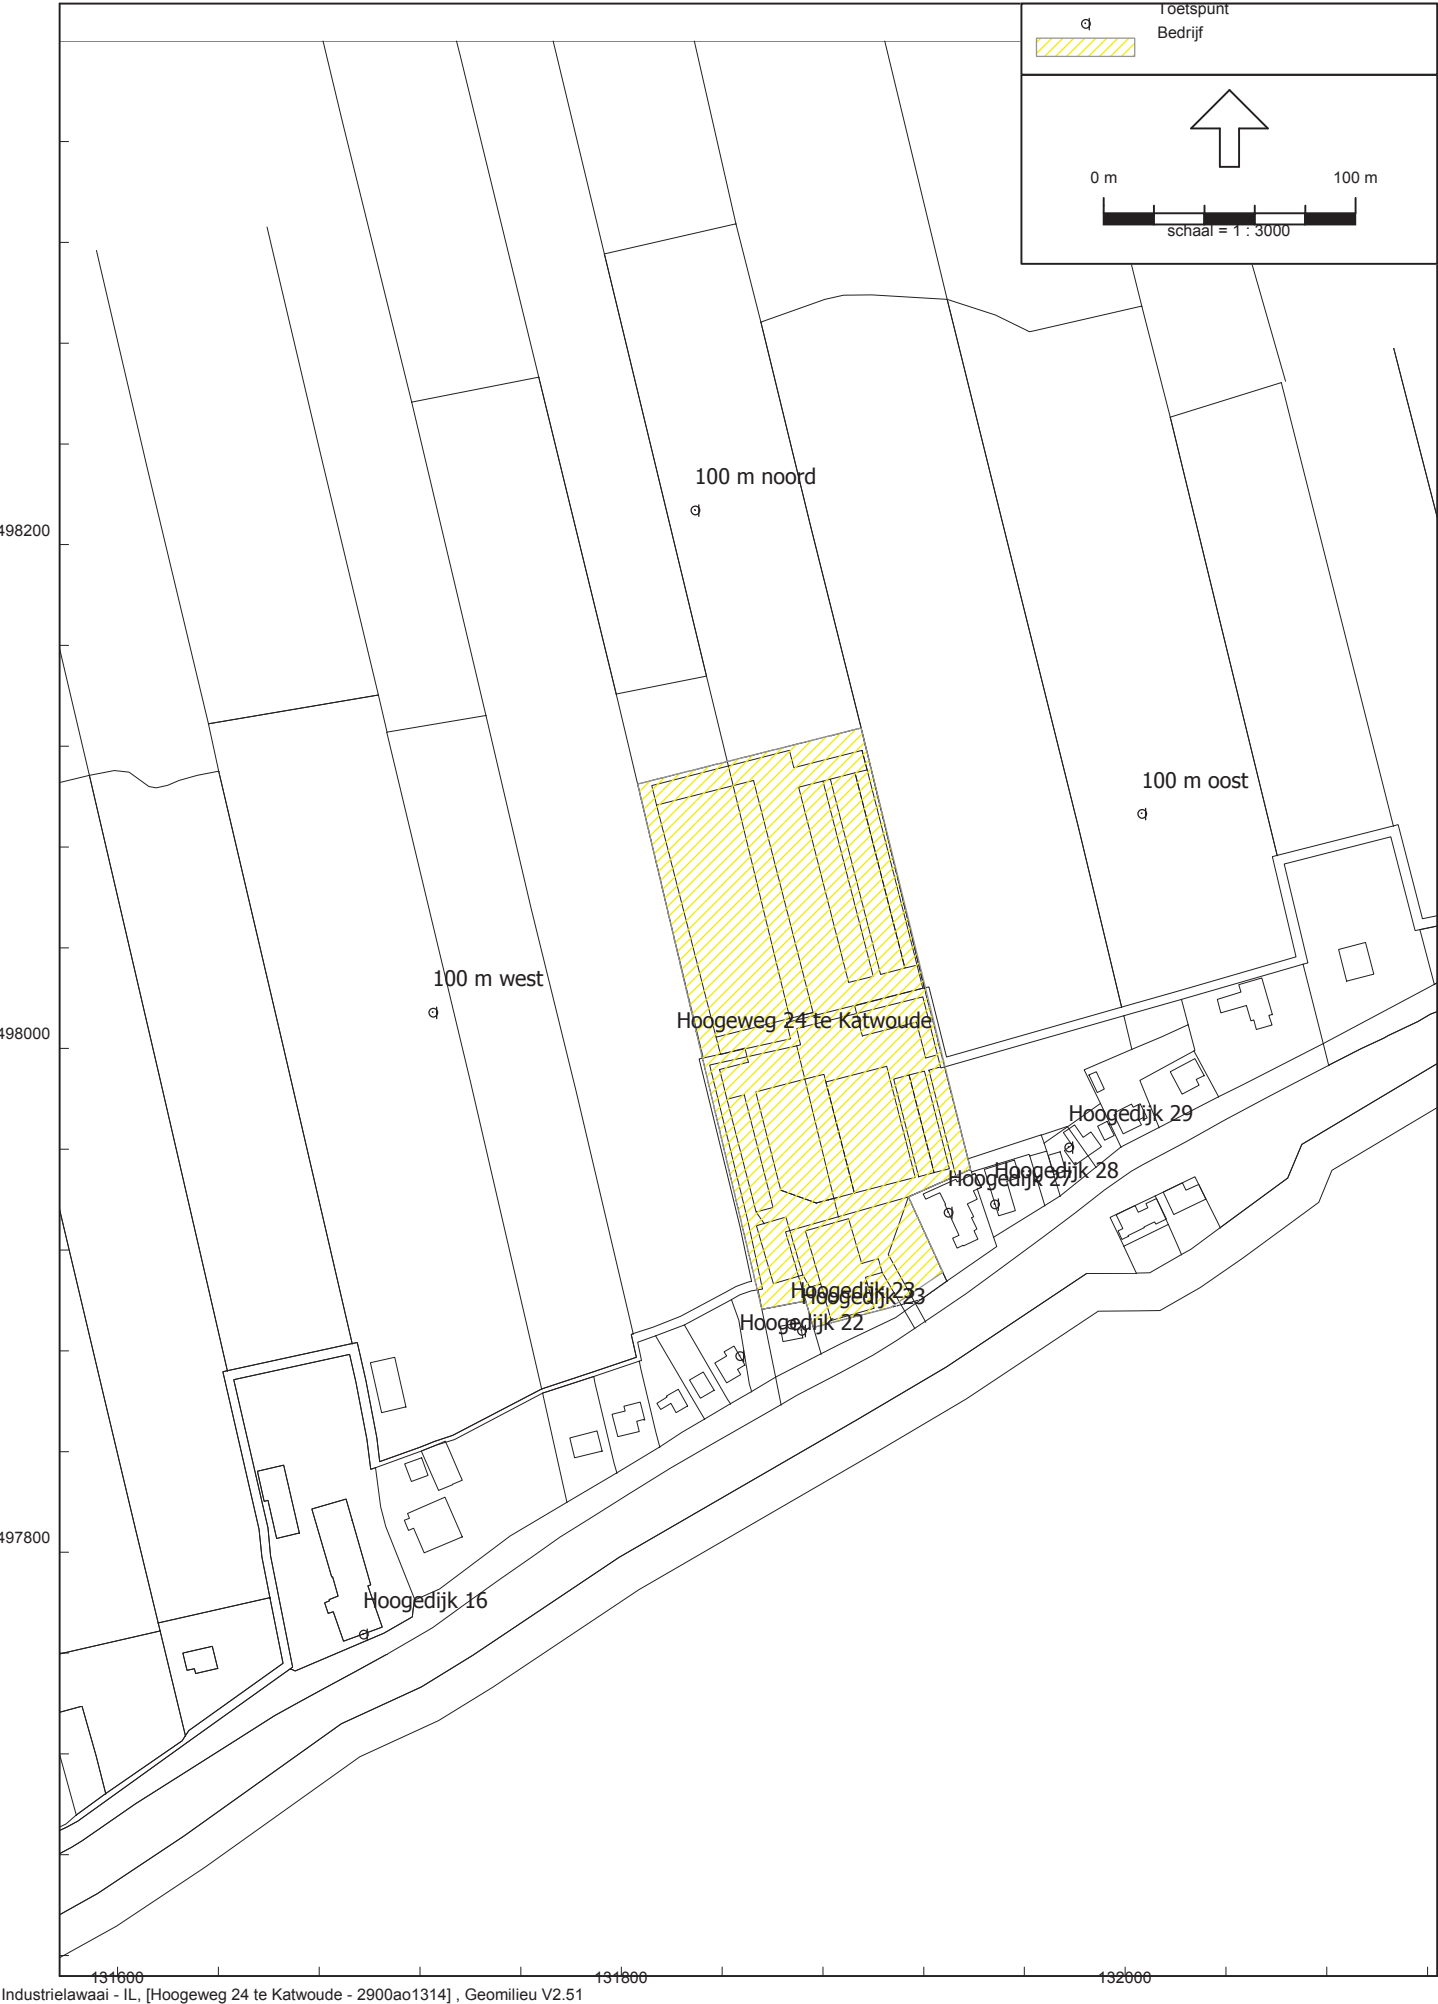 Toetspunt
Bedrijf
0 m
100 m
schaal = 1 : 3000
100 m noord
498200
100 m oost
100 m west
Hoogeweg 24 te Katwoude
498000
Hoogedijk 29
Hoogedijk 28
Hoogedijk 27
Hoogedijk 23
Hoogedijk 23
Hoogedijk 22
497800
Hoogedijk 16
131600
131800
132000
Industrielawaai - IL, [Hoogeweg 24 te Katwoude - 2900ao1314] , Geomilieu V2.51